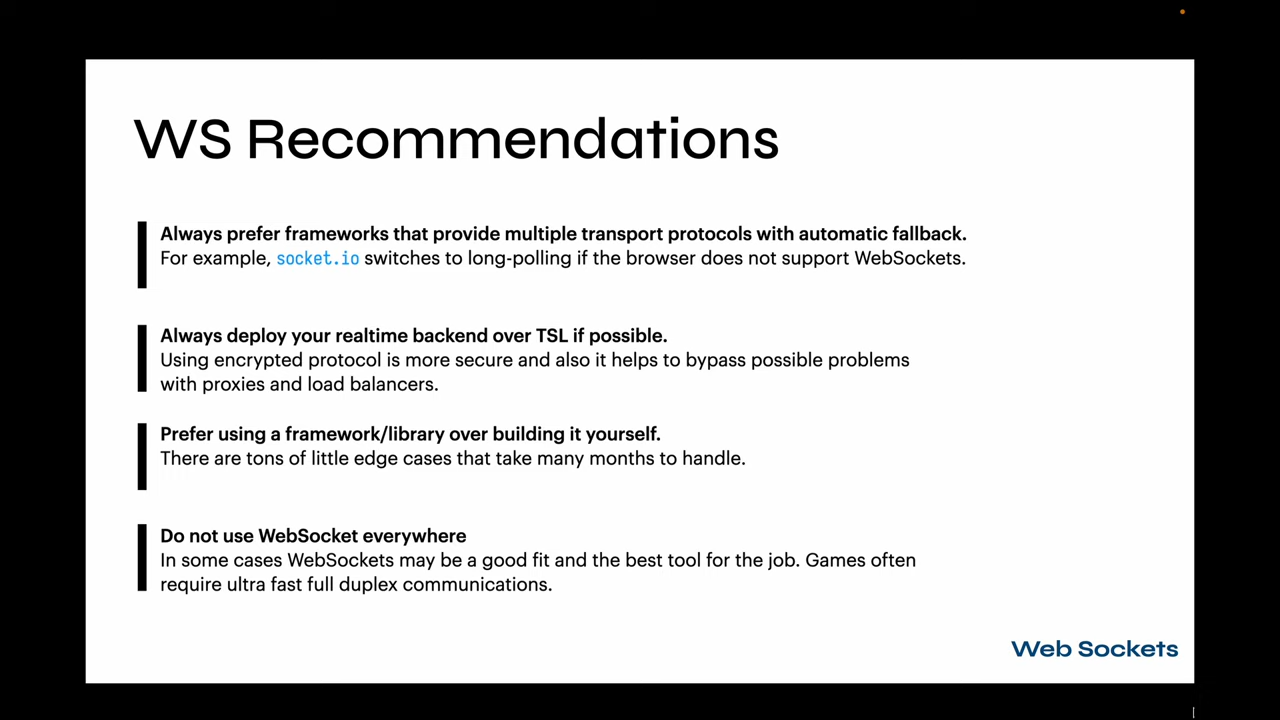 WS Recommendations
Always prefer frameworks that provide multiple transport protocols with automatic fallback.
For example, socket.io switches to long-polling if the browser does not support WebSockets.
Always deploy your realtime backend over TSL if possible.
Using encrypted protocol is more secure and also it helps to bypass possible problems
with proxies and load balancers.
Prefer using a framework/library over building it yourself.
There are tons of little edge cases that take many months to handle.
Do not use WebSocket everywhere
In some cases WebSockets may be a good fit and the best tool for the job. Games often
require ultra fast full duplex communications.
Web Sockets